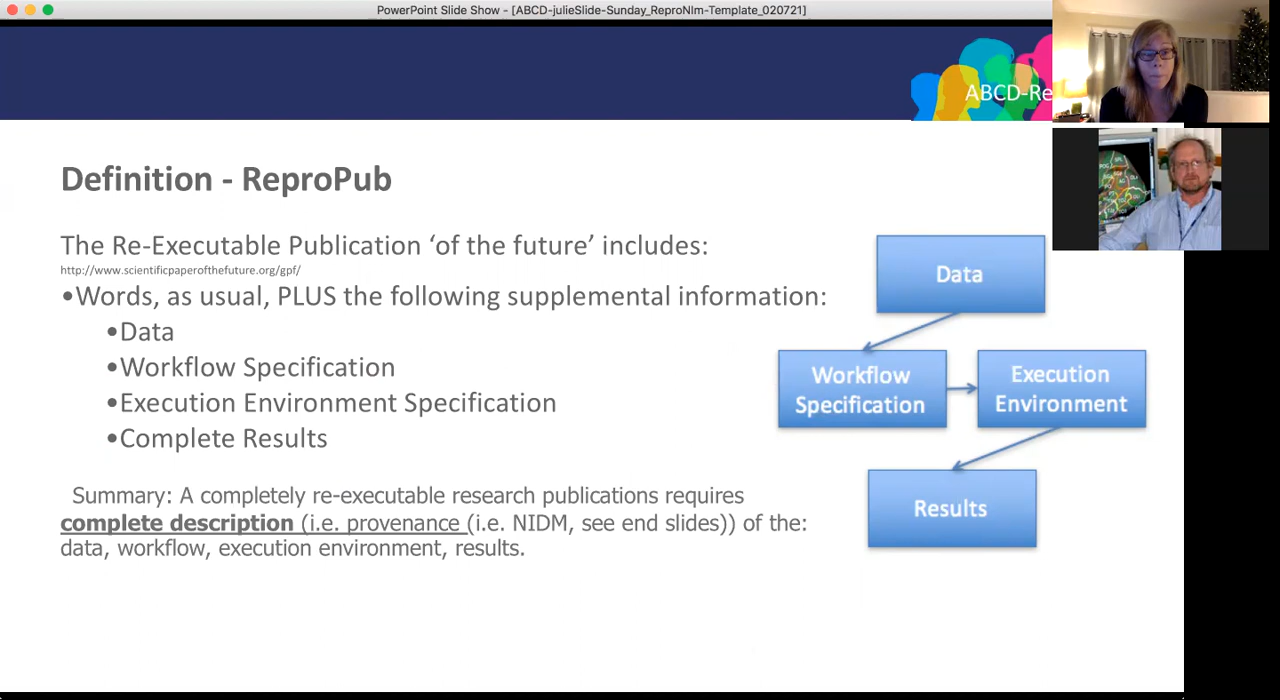 PowerPoint Slide Show - [ABCD-julieSlide-Sunday_ReproNIm-Template_020721]
ABCD-Re
Definition - ReproPub
The Re-Executable Publication ‘of the future’ includes:
http://www.scientificpaperofthefuture.org/gpf/
•Words, as usual, PLUS the following supplemental information:
•Data
•Workflow Specification
•Execution Environment Specification
•Complete Results
Summary: A completely re-executable research publications requires
complete description (i.e. provenance (i.e. NIDM, see end slides)) of the:
data, workflow, execution environment, results.
Data
Workflow
Specification
Execution
Environment
Results